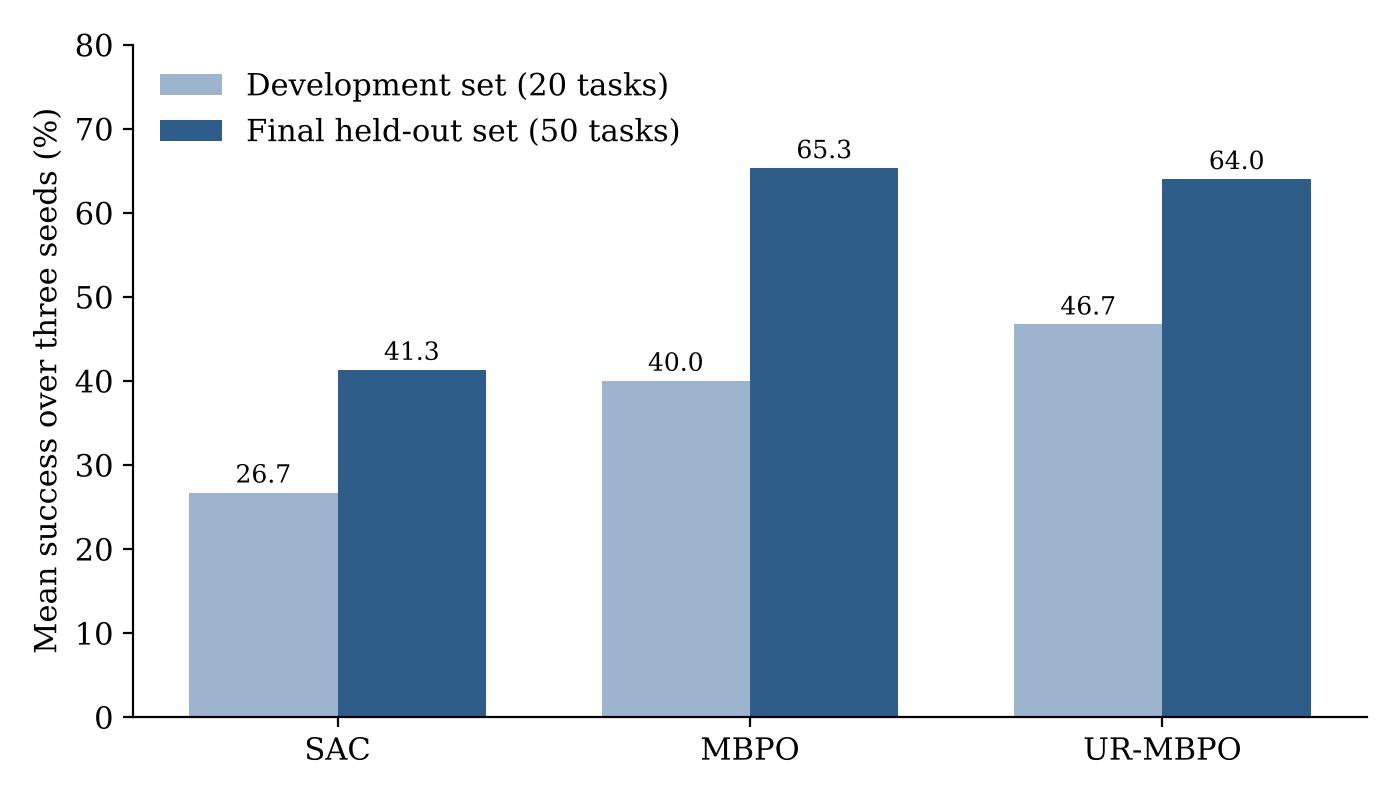 Mean success over three seeds (%)
80
70
60
50
40
30
20
10
0
Development set (20 tasks)
Final held-out set (50 tasks)
26.7
41.3
40.0
65.3
46.7
64.0
SAC
MBPO
UR-MBPO